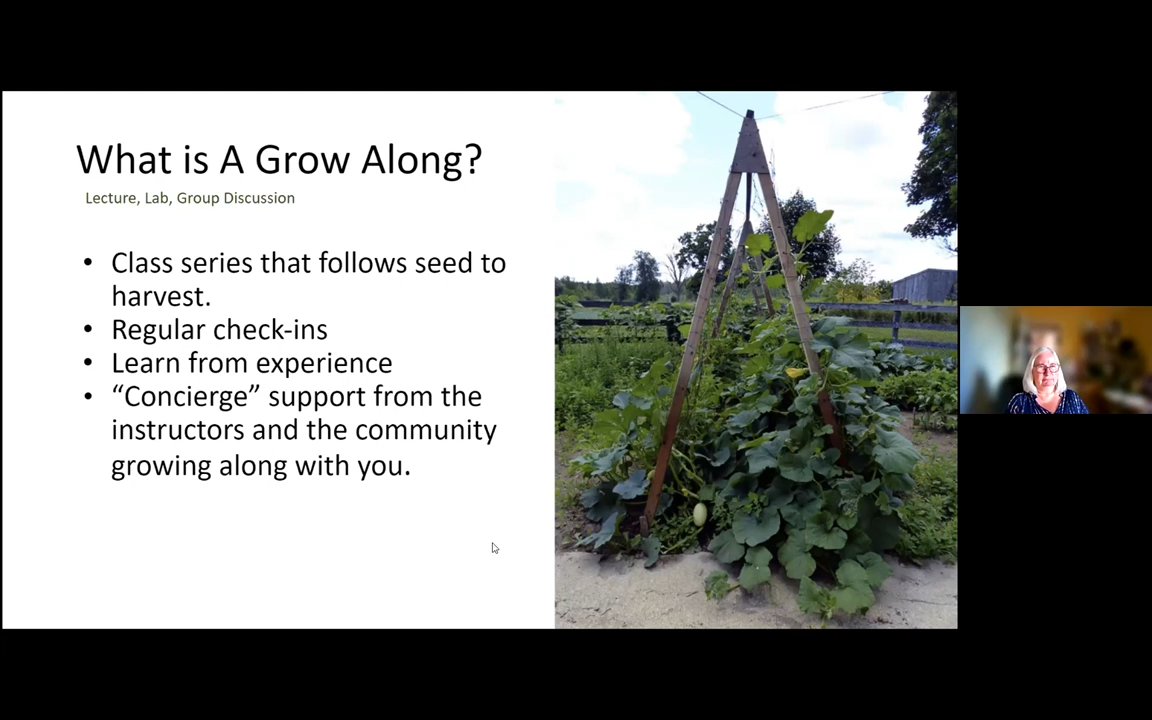 What is A Grow Along?
Lecture, Lab, Group Discussion
• Class series that follows seed to
harvest.
• Regular check-ins
• Learn from experience
• “Concierge” support from the
instructors and the community
growing along with you.